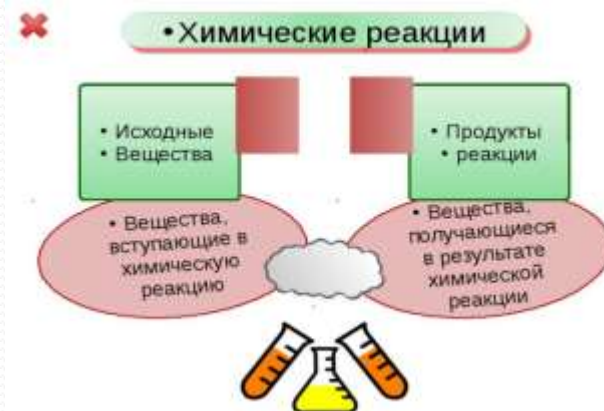 •Химические реакции
• Исходные
• Вещества
• Продукты
• реакции
• Вещества,
вступающие в
химическую
реакцию
• Вещества,
получающиеся
в результате
химической
реакции